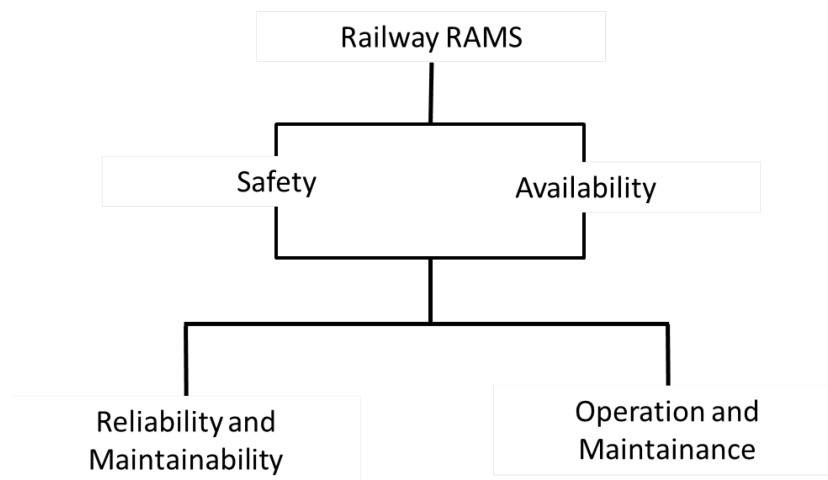 Railway RAMS
Safety
Availability
Reliability and
Maintainability
Operation and
Maintainance